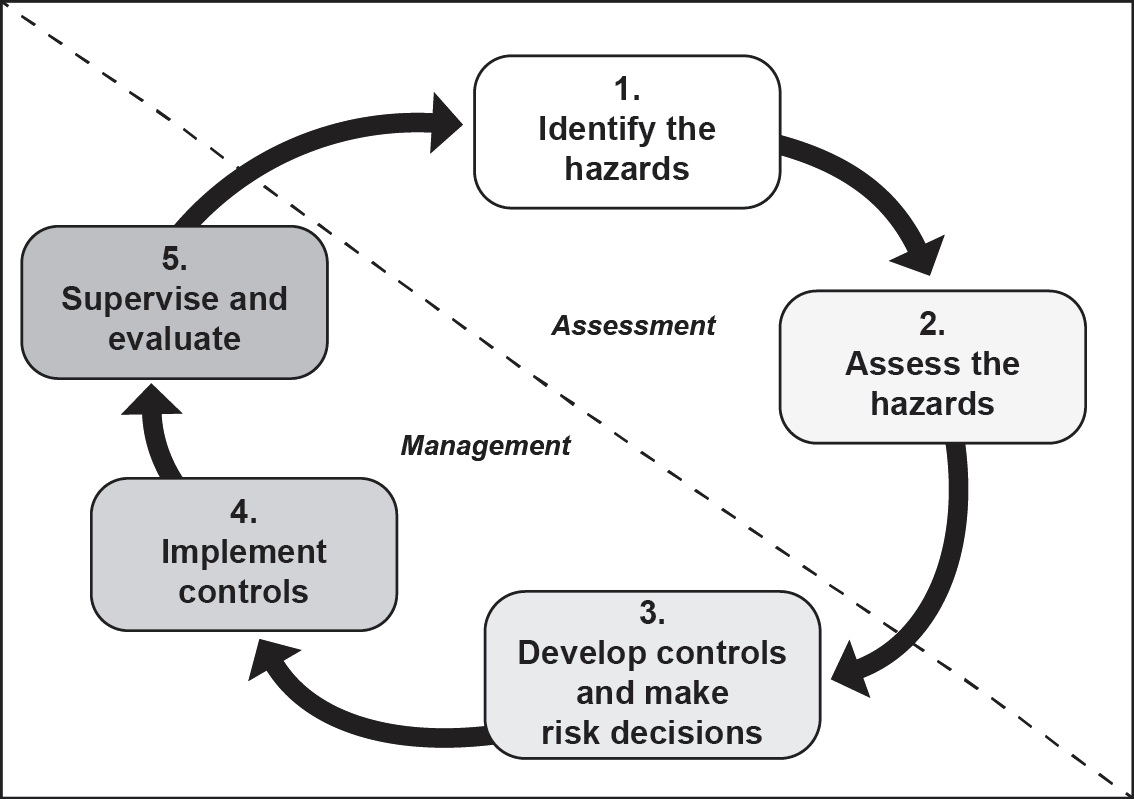 1.
Identify the
hazards
2.
Assess the
hazards
3.
Develop controls
and make
risk decisions
4.
Implement
controls
5.
Supervise and
evaluate
Assessment
Management